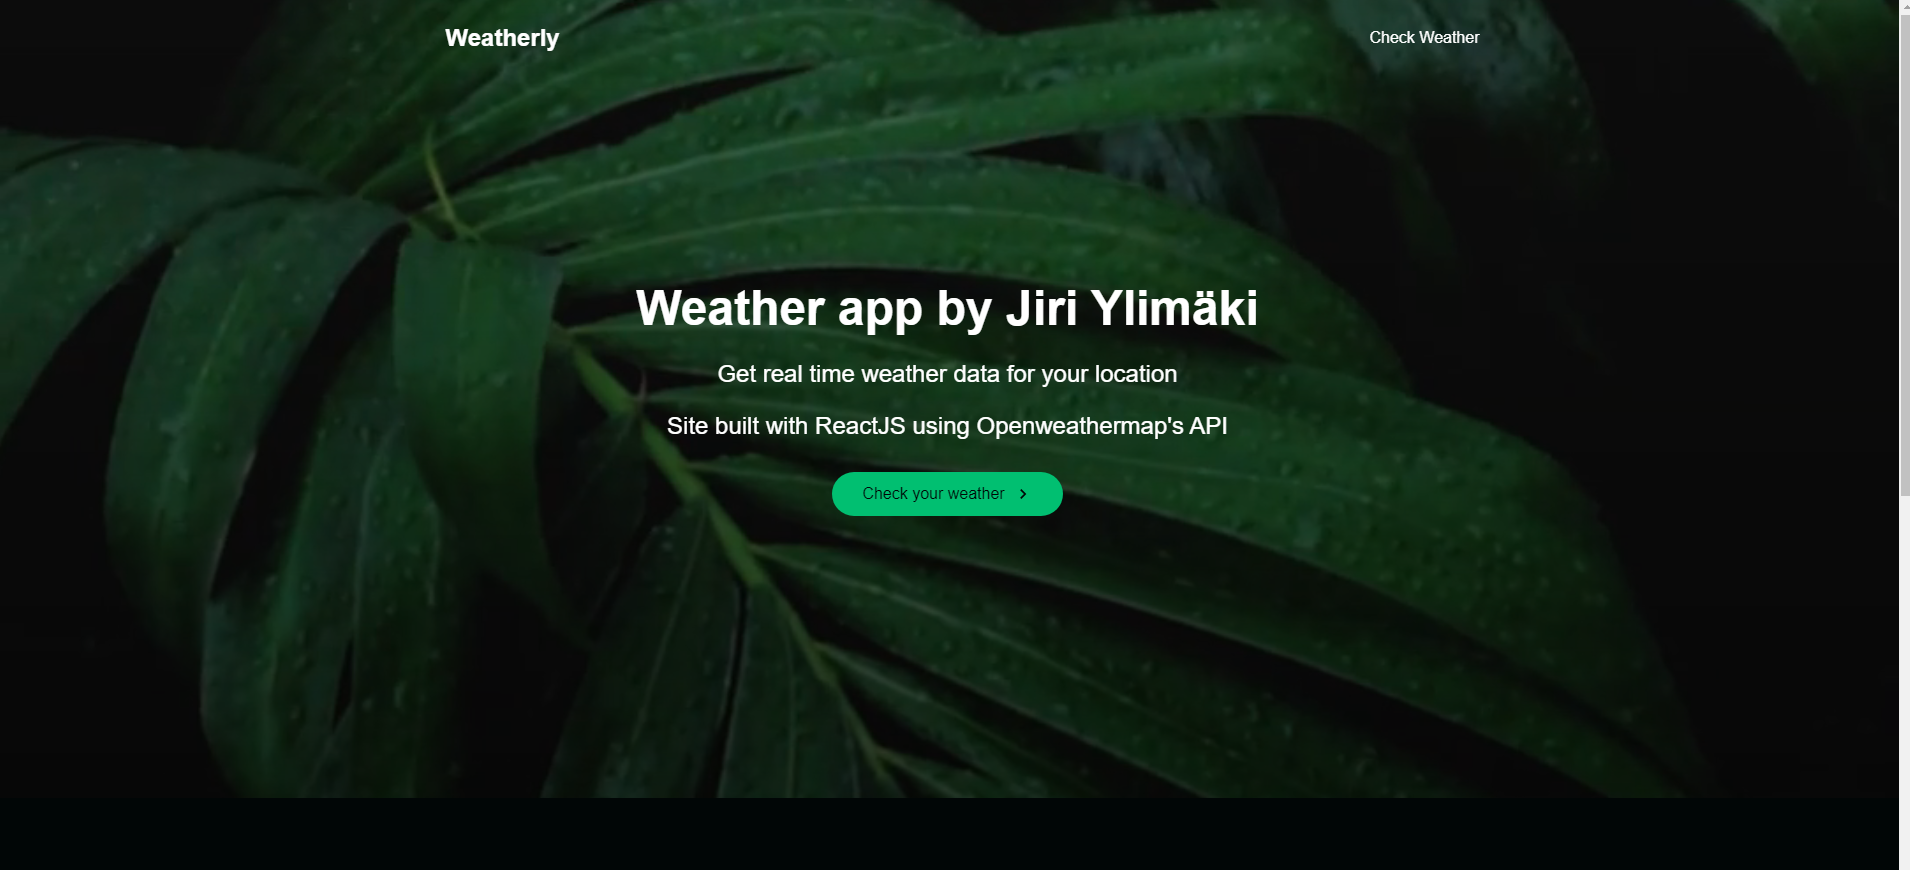 Weatherly
Check Weather
Weather app by Jiri Ylimäki
Get real time weather data for your location
Site built with ReactJS using Openweathermap's API
Check your weather